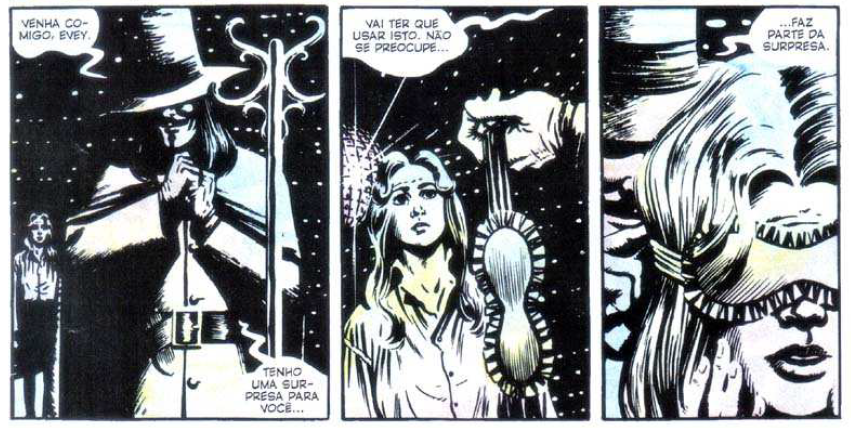 VENHA CO-
MIGO, EVEY.
TENHO
UMA SUR-
PRESA PARA
VOCÊ...
VAI TER QUE
USAR ISTO. NÃO
SE PREOCUPE...
...FAZ
PARTE DA
SURPRESA.